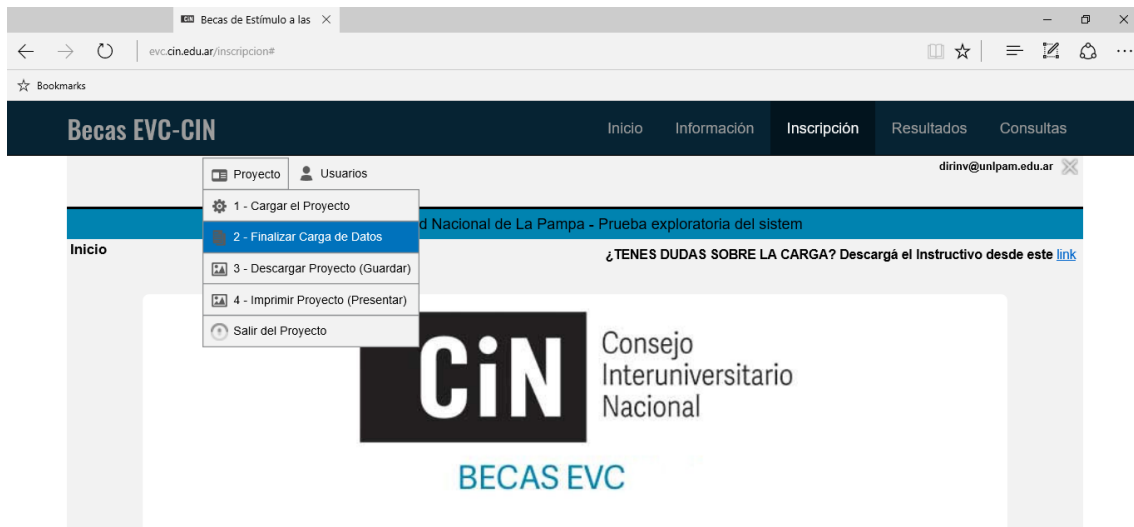 Becas de Estímulo a las
evc.cin.edu.ar/inscripcion#
Bookmarks
Becas EVC-CIN
Inicio Información Inscripción Resultados Consultas
Proyecto Usuarios
dirinv@unlpam.edu.ar
1 - Cargar el Proyecto
d Nacional de La Pampa - Prueba exploratoria del sistem
2 - Finalizar Carga de Datos
Inicio
¿TENES DUDAS SOBRE LA CARGA? Descargá el Instructivo desde este link
3 - Descargar Proyecto (Guardar)
4 - Imprimir Proyecto (Presentar)
Salir del Proyecto
CiN
Consejo
Interuniversitario
Nacional
BECAS EVC